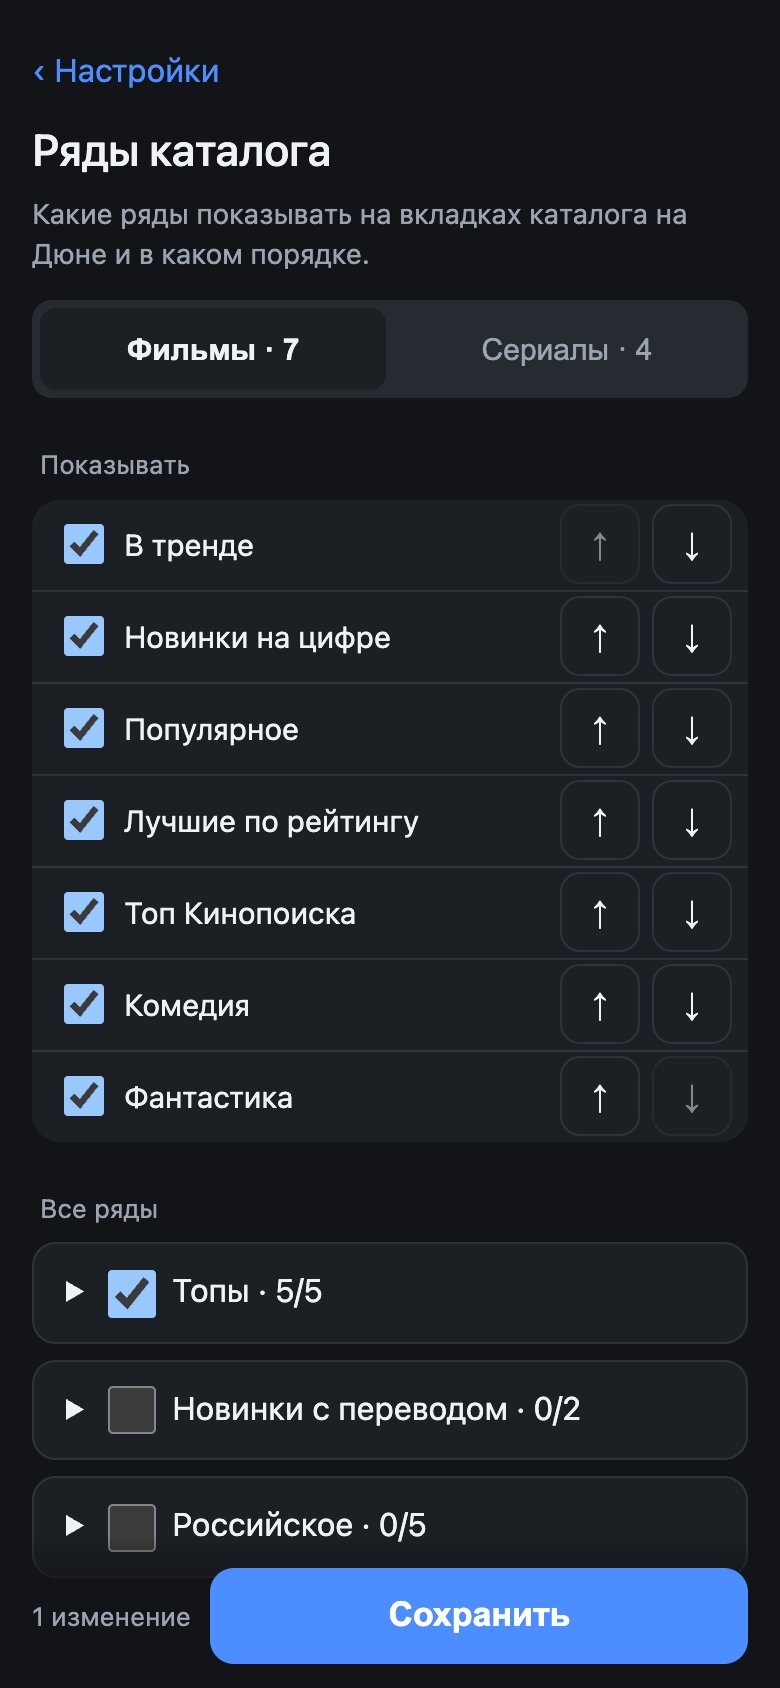 ‹ Настройки
Ряды каталога
Какие ряды показывать на вкладках каталога на
Дюне и в каком порядке.
Фильмы · 7
Сериалы · 4
Показывать
В тренде ↑ ↓
Новинки на цифре ↑ ↓
Популярное ↑ ↓
Лучшие по рейтингу ↑ ↓
Топ Кинопоиска ↑ ↓
Комедия ↑ ↓
Фантастика ↑ ↓
Все ряды
Топы · 5/5
Новинки с переводом · 0/2
Российское · 0/5
1 изменение
Сохранить